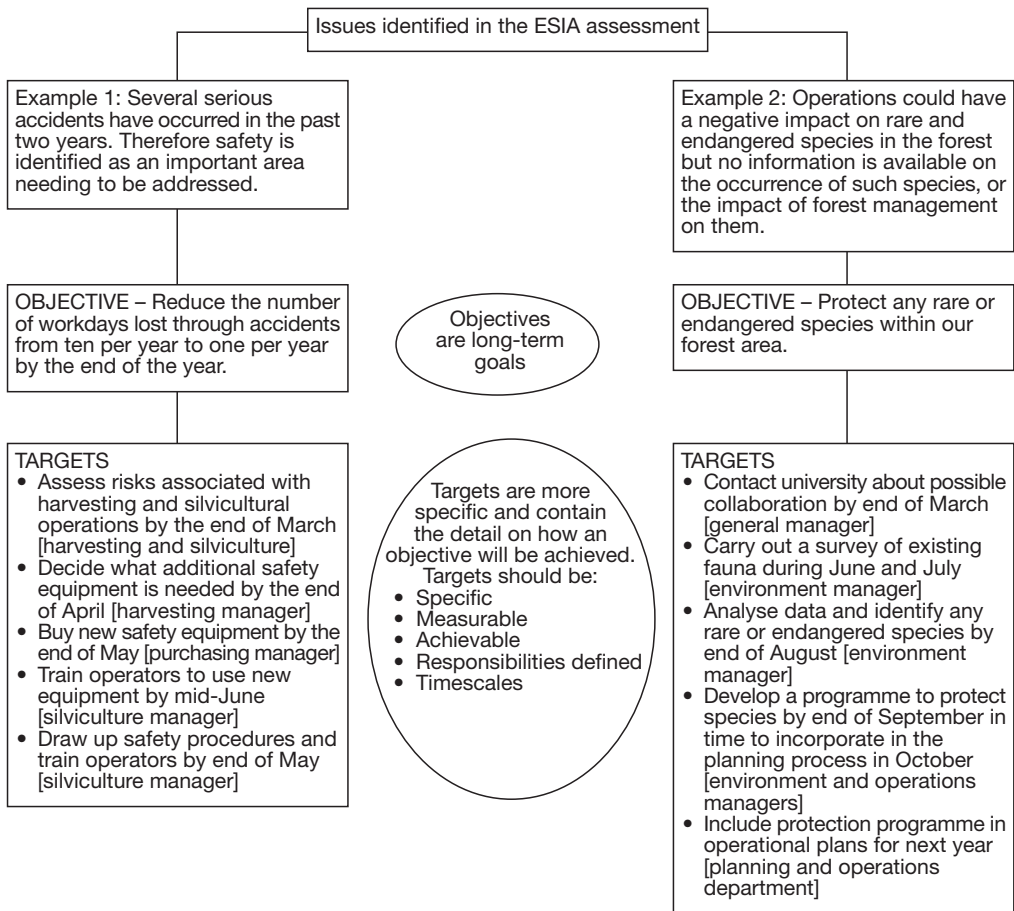 Issues identified in the ESIA assessment
Example 1: Several serious
accidents have occurred in the past
two years. Therefore safety is
identified as an important area
needing to be addressed.
Example 2: Operations could have
a negative impact on rare and
endangered species in the forest
but no information is available on
the occurrence of such species, or
the impact of forest management
on them.
OBJECTIVE – Reduce the number
of workdays lost through accidents
from ten per year to one per year
by the end of the year.
Objectives
are long-term
goals
OBJECTIVE – Protect any rare or
endangered species within our
forest area.
TARGETS
• Assess risks associated with
harvesting and silvicultural
operations by the end of March
[harvesting and silviculture]
• Decide what additional safety
equipment is needed by the end
of April [harvesting manager]
• Buy new safety equipment by the
end of May [purchasing manager]
• Train operators to use new
equipment by mid-June
[silviculture manager]
• Draw up safety procedures and
train operators by end of May
[silviculture manager]
Targets are more
specific and contain
the detail on how an
objective will be achieved.
Targets should be:
• Specific
• Measurable
• Achievable
• Responsibilities defined
• Timescales
TARGETS
• Contact university about possible
collaboration by end of March
[general manager]
• Carry out a survey of existing
fauna during June and July
[environment manager]
• Analyse data and identify any
rare or endangered species by
end of August [environment
manager]
• Develop a programme to protect
species by end of September in
time to incorporate in the
planning process in October
[environment and operations
managers]
• Include protection programme in
operational plans for next year
[planning and operations
department]